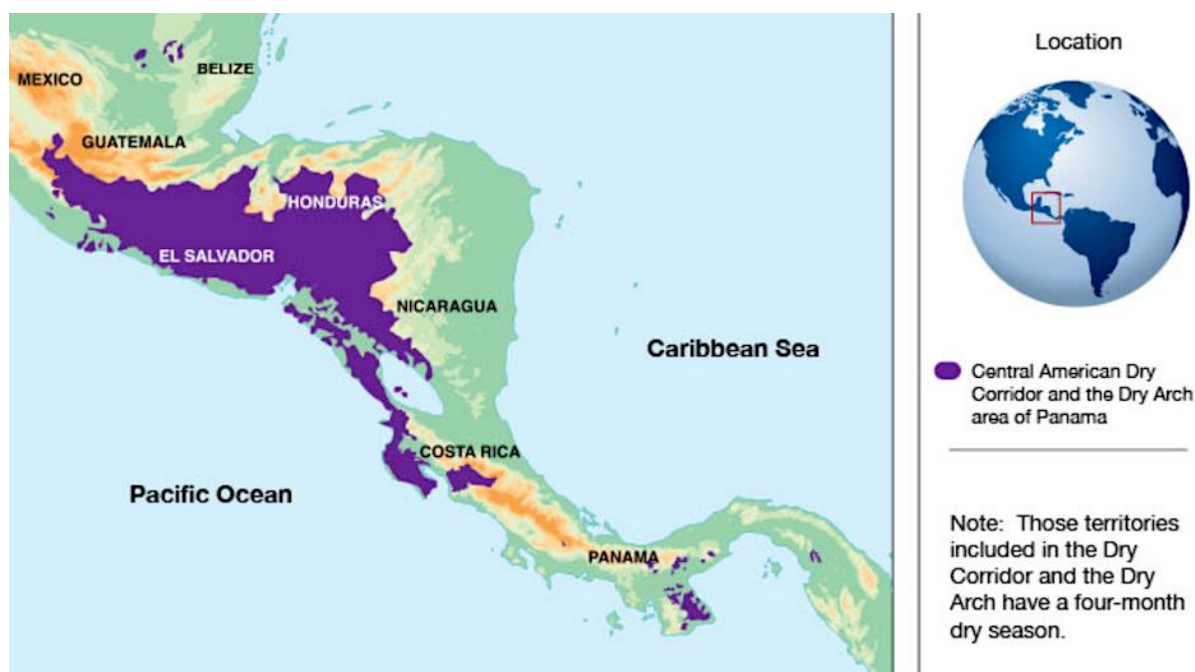 MEXICO
BELIZE
GUATEMALA
HONDURAS
EL SALVADOR
NICARAGUA
Caribbean Sea
COSTA RICA
Pacific Ocean
PANAMA
Location
Central American Dry
Corridor and the Dry Arch
area of Panama
Note: Those territories
included in the Dry
Corridor and the Dry
Arch have a four-month
dry season.